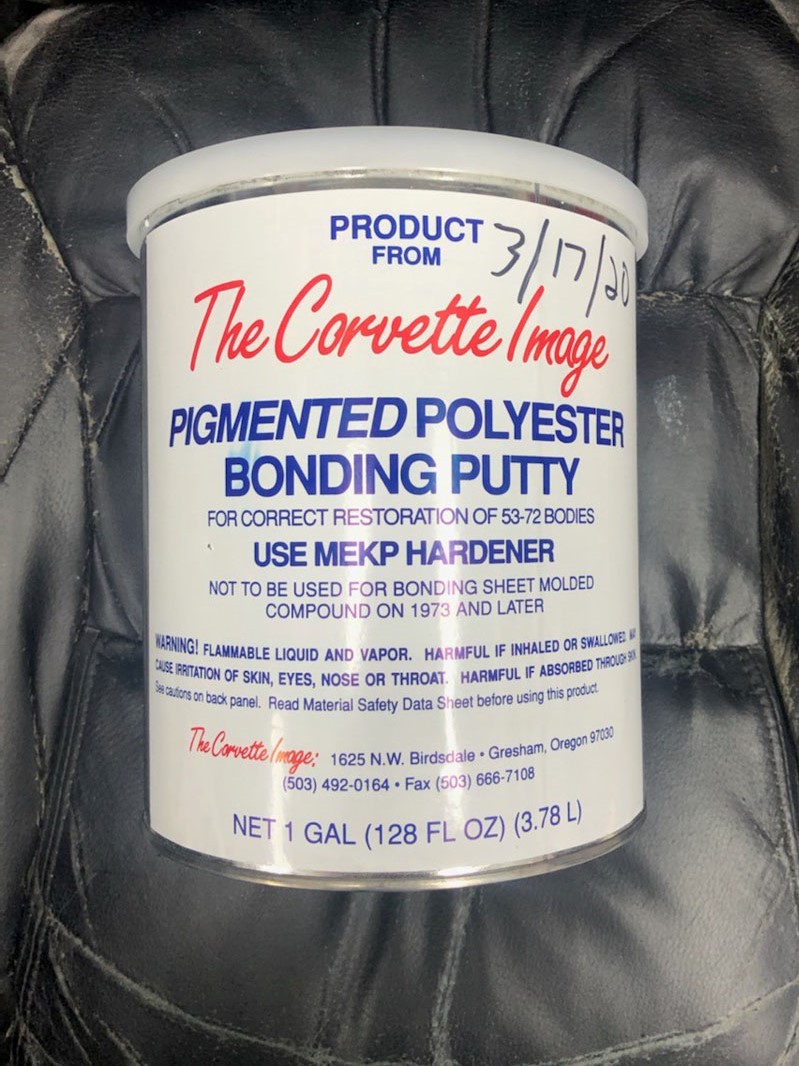 PRODUCT
FROM
3/17/20
The Corvette Image
PIGMENTED POLYESTER
BONDING PUTTY
FOR CORRECT RESTORATION OF 53-72 BODIES
USE MEKP HARDENER
NOT TO BE USED FOR BONDING SHEET MOLDED
COMPOUND ON 1973 AND LATER
WARNING! FLAMMABLE LIQUID AND VAPOR. HARMFUL IF INHALED OR SWALLOWED. MAY
CAUSE IRRITATION OF SKIN, EYES, NOSE OR THROAT. HARMFUL IF ABSORBED THROUGH SKIN.
See cautions on back panel. Read Material Safety Data Sheet before using this product.
The Corvette Image: 1625 N.W. Birdsdale • Gresham, Oregon 97030
(503) 492-0164 • Fax (503) 666-7108
NET 1 GAL (128 FL OZ) (3.78 L)